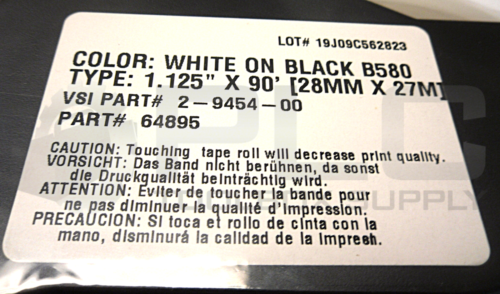 LOT# 19J09C562823
COLOR: WHITE ON BLACK B580
TYPE: 1.125" X 90' [28MM X 27M]
VSI PART# 2-9454-00
PART# 64895
CAUTION: Touching tape roll will decrease print quality.
VORSICHT: Das Band nicht berühren, da sonst
die Druckqualität beinträchtig wird.
ATTENTION: Eviter de toucher la bande pour
ne pas diminuer la qualité d'impression.
PRECAUCION: Si toca et rollo de cinta con la
mano, disminurá la calidad de la